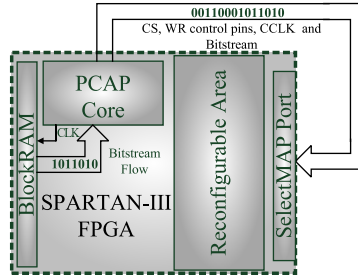 00110001011010
CS, WR control pins, CCLK and
Bitstream
PCAP
Core
CLK
1011010
Bitstream
Flow
BlockRAM
SPARTAN-III
FPGA
Reconfigurable Area
SelectMAP Port